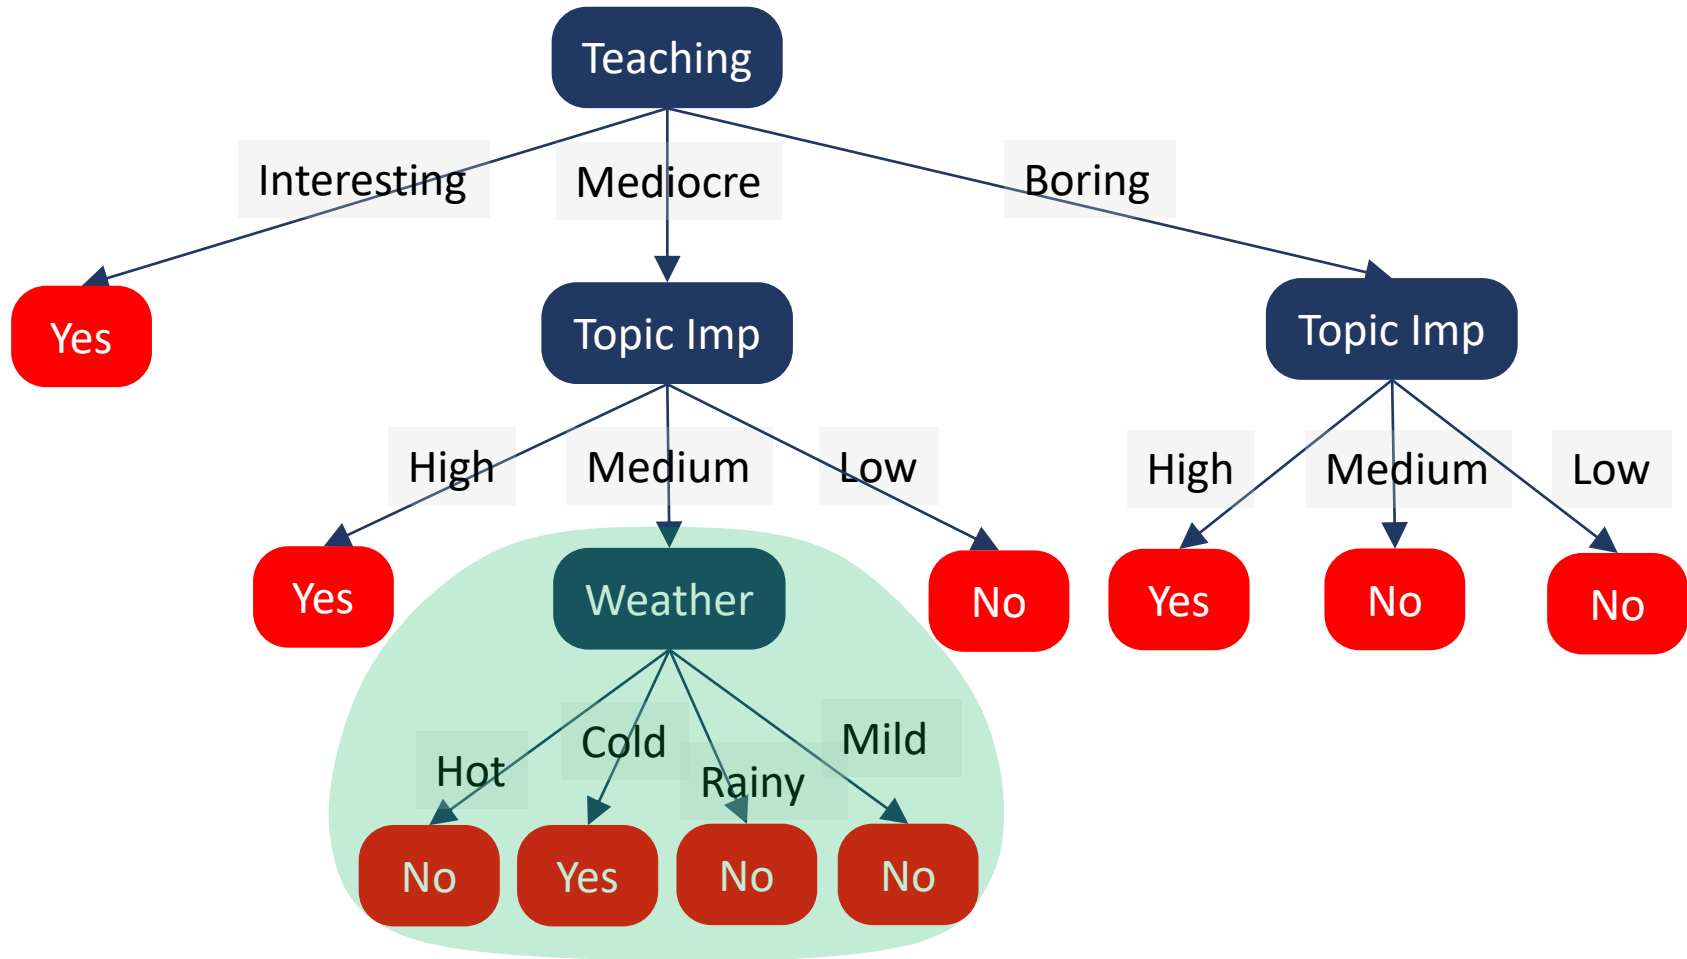 Teaching
Interesting
Mediocre
Boring
Yes
Topic Imp
Topic Imp
High
Medium
Low
High
Medium
Low
Yes
Weather
No
Yes
No
No
Hot
Cold
Rainy
Mild
No
Yes
No
No